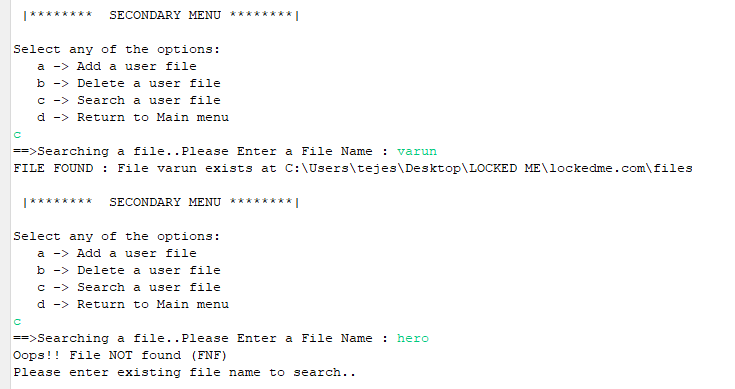 |********  SECONDARY MENU ********|
Select any of the options:
   a -> Add a user file
   b -> Delete a user file
   c -> Search a user file
   d -> Return to Main menu
c
==>Searching a file..Please Enter a File Name : varun
FILE FOUND : File varun exists at C:\Users\tejes\Desktop\LOCKED ME\lockedme.com\files
|********  SECONDARY MENU ********|
Select any of the options:
   a -> Add a user file
   b -> Delete a user file
   c -> Search a user file
   d -> Return to Main menu
c
==>Searching a file..Please Enter a File Name : hero
Oops!! File NOT found (FNF)
Please enter existing file name to search..